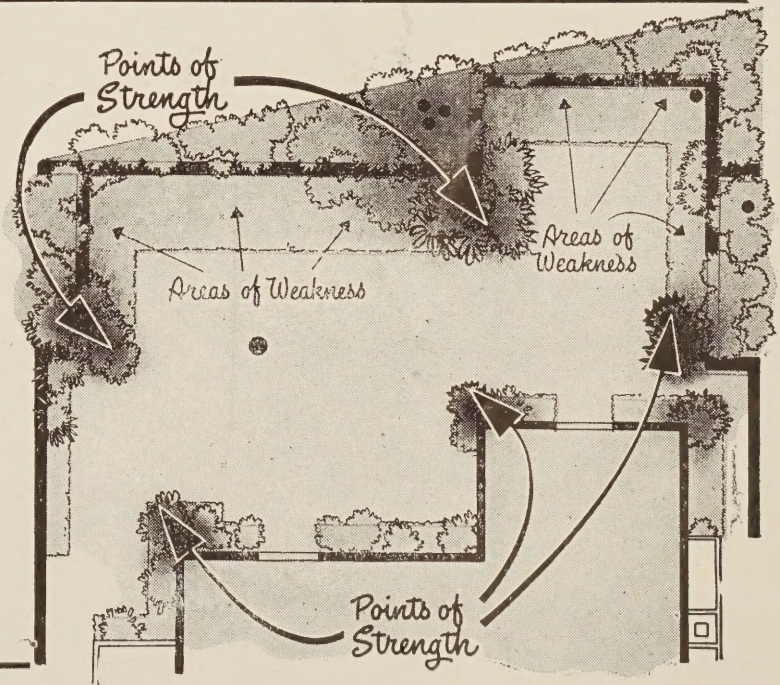 Points of
Strength
Areas of
Weakness
Areas of Weakness
Points of
Strength